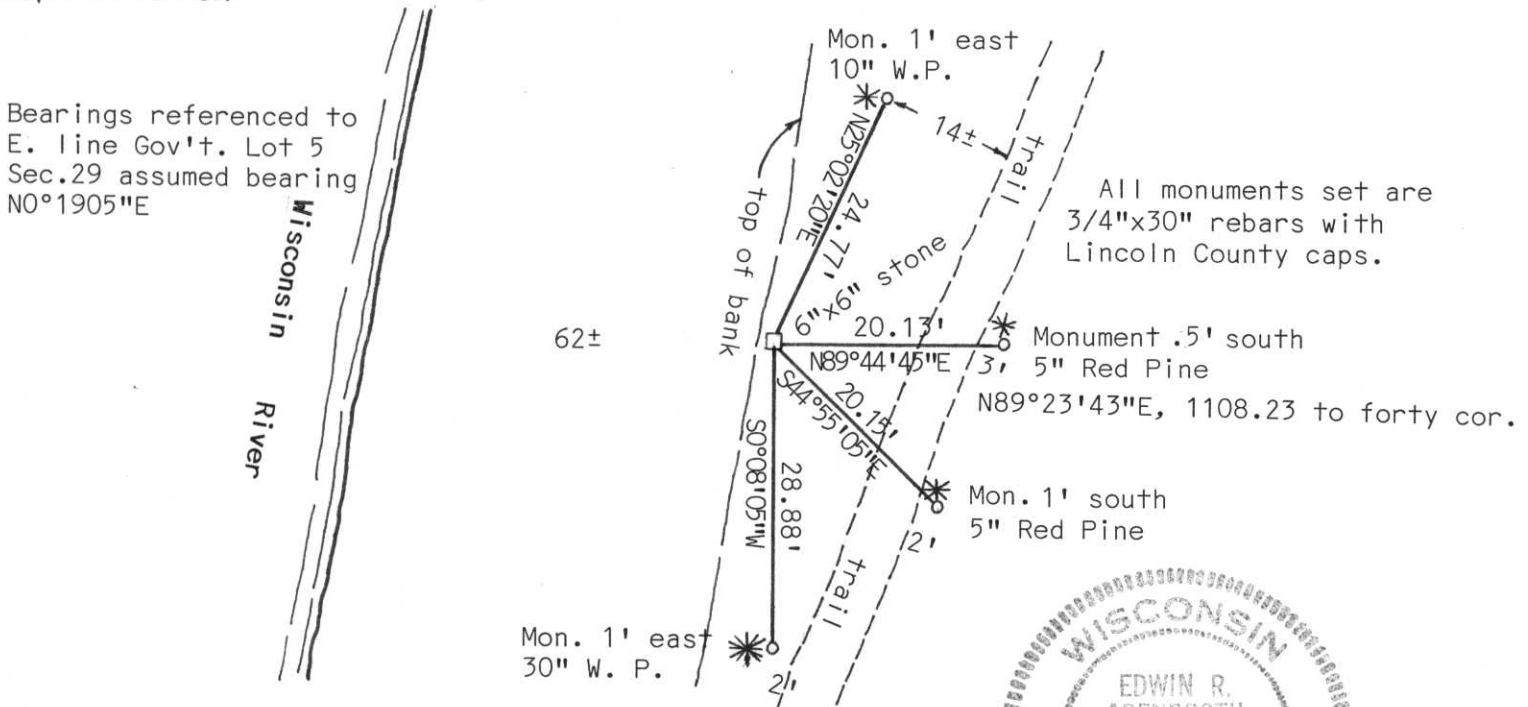 Mon. 1' east
10" W.P.
Bearings referenced to
E. line Gov't. Lot 5
Sec.29 assumed bearing
N0°1905"E
Wisconsin
River
top of bank
N25°02'20"E
24.77'
14±
trail
All monuments set are
3/4"x30" rebars with
Lincoln County caps.
6"x6" stone
62±
20.13'
N89°44'45"E
3'
Monument .5' south
5" Red Pine
N89°23'43"E, 1108.23 to forty cor.
20.15'
S44°55'05"E
Mon. 1' south
5" Red Pine
2'
28.88'
S0°08'05"W
trail
Mon. 1' east
30" W. P.
2'
WISCONSIN
EDWIN R.